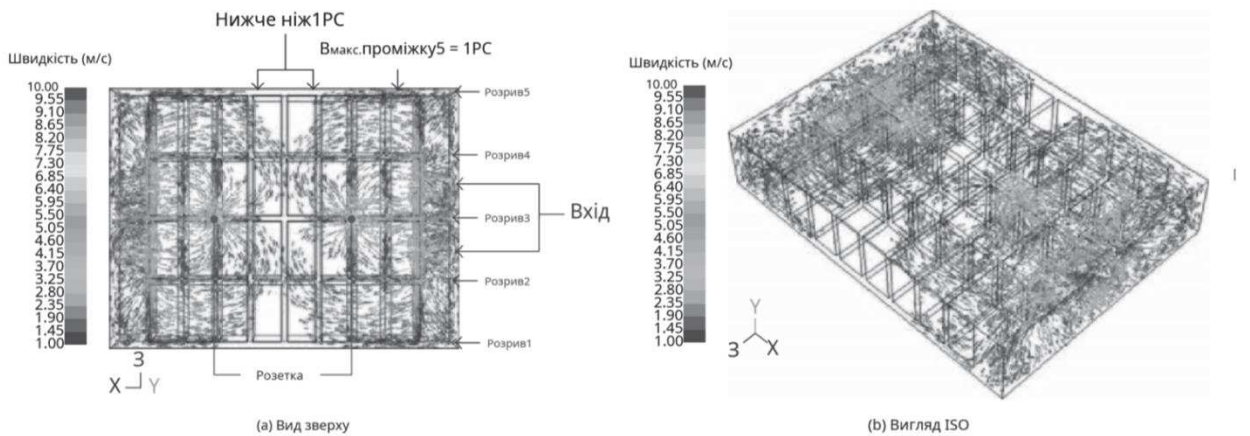 Нижче ніж1РС
Вмакс.проміжку5 = 1РС
Швидкість (м/с)
10.00
9.55
9.10
8.65
8.20
7.75
7.30
6.85
6.40
5.95
5.50
5.05
4.60
4.15
3.70
3.25
2.80
2.35
1.90
1.45
1.00
Розрив5
Розрив4
Розрив3
Розрив2
Розрив1
Вхід
Розетка
З
X
Y
(а) Вид зверху
Швидкість (м/с)
10.00
9.55
9.10
8.65
8.20
7.75
7.30
6.85
6.40
5.95
5.50
5.05
4.60
4.15
3.70
3.25
2.80
2.35
1.90
1.45
1.00
Y
З
X
(b) Вигляд ISO